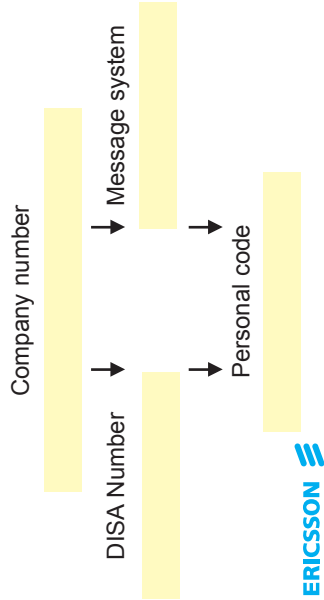 Company number
DISA Number
Message system
Personal code
ERICSSON